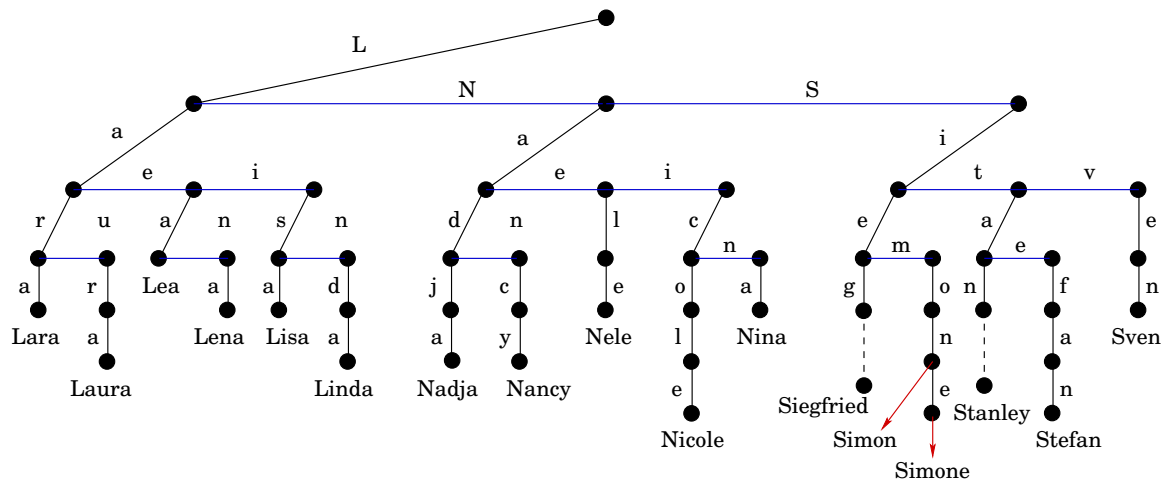 L
N S
a a i
e i e i t v
r u a n s n d n l c e m a e e
n
a r Lea a a d j c e o a g o n f n
Lara Lena Lisa Nele Nina Sven
a a a y l n a
Laura Linda Nadja Nancy
e e n
Siegfried Stanley
Nicole Simon Stefan
Simone